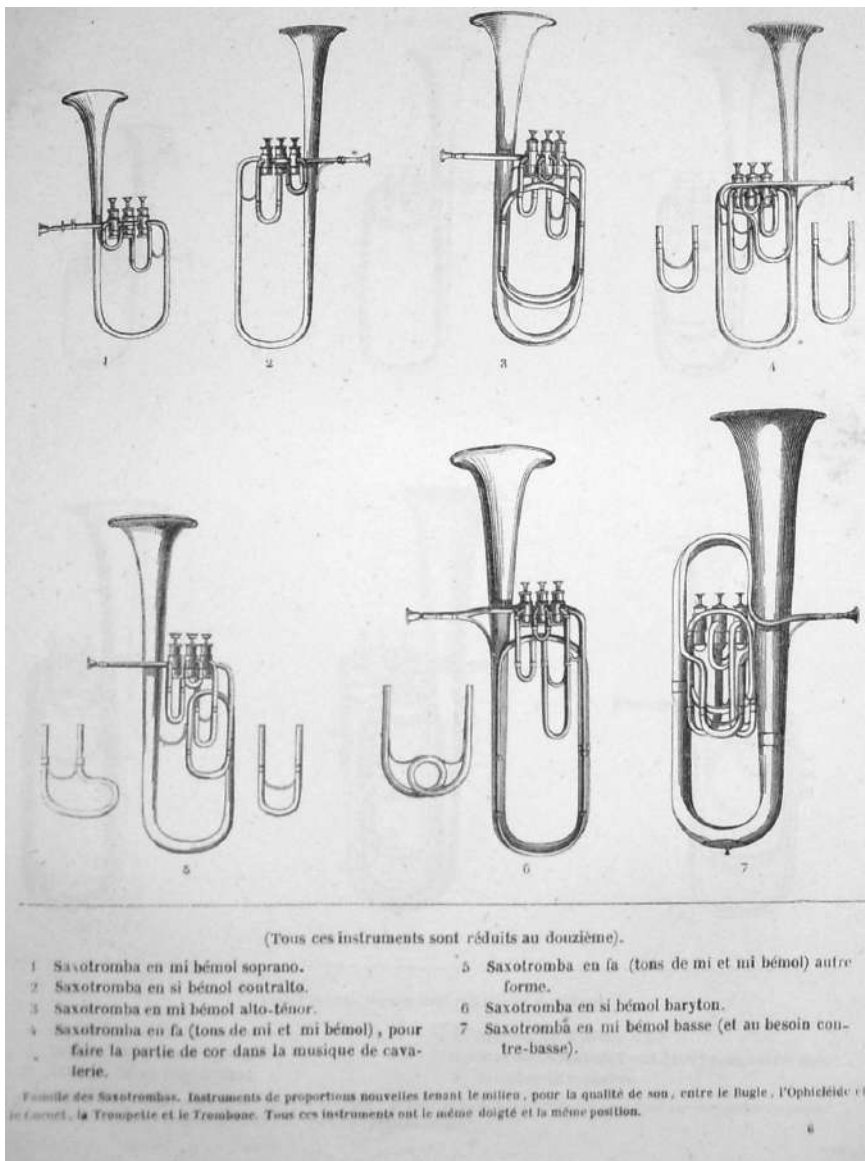 1
2
3
4
5
6
7
(Tous ces instruments sont réduits au douzième).
1 Saxotromba en mi bémol soprano.
2 Saxotromba en si bémol contralto.
3 Saxotromba en mi bémol alto-ténor.
4 Saxotromba en fa (tons de mi et mi bémol), pour
faire la partie de cor dans la musique de cava-
lerie.
5 Saxotromba en fa (tons de mi et mi bémol) autre
forme.
6 Saxotromba en si bémol baryton.
7 Saxotromba en mi bémol basse (et au besoin con-
tre-basse).
Famille des Saxotrombas. Instruments de proportions nouvelles tenant le milieu, pour la qualité de son, entre le Bugle, l'Ophicléide et
le Cornet, la Trompette et le Trombone. Tous ces instruments ont le même doigté et la même position.
6